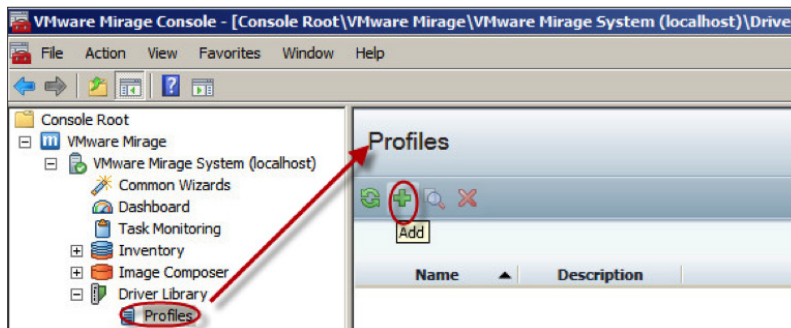 VMware Mirage Console - [Console Root\VMware Mirage\VMware Mirage System (localhost)\Drive
File Action View Favorites Window Help
Console Root
VMware Mirage
VMware Mirage System (localhost)
Common Wizards
Dashboard
Task Monitoring
Inventory
Image Composer
Driver Library
Profiles
Profiles
Add
Name Description